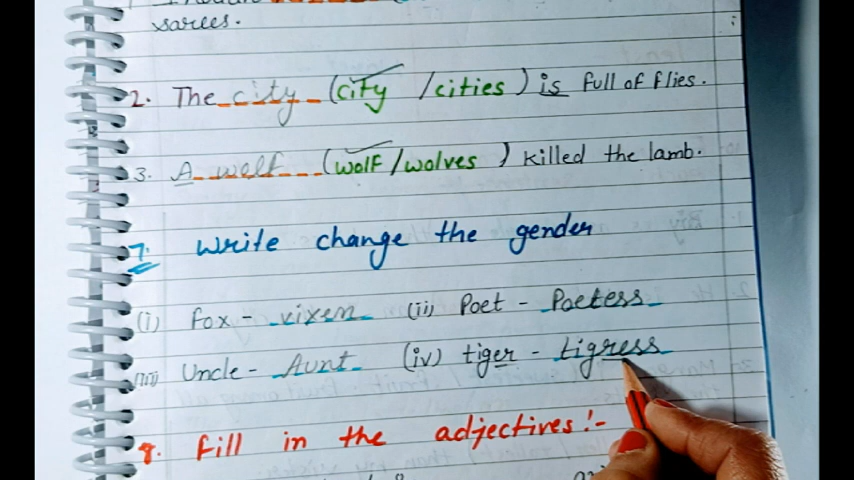 sarees.
2. The city (city / cities) is full of flies.
3. A wolf (wolf / wolves) killed the lamb.
7. Write change the gender
(i) Fox - vixen (ii) Poet - Poetess
(iii) Uncle - Aunt (iv) tiger - tigress
8. Fill in the adjectives :-